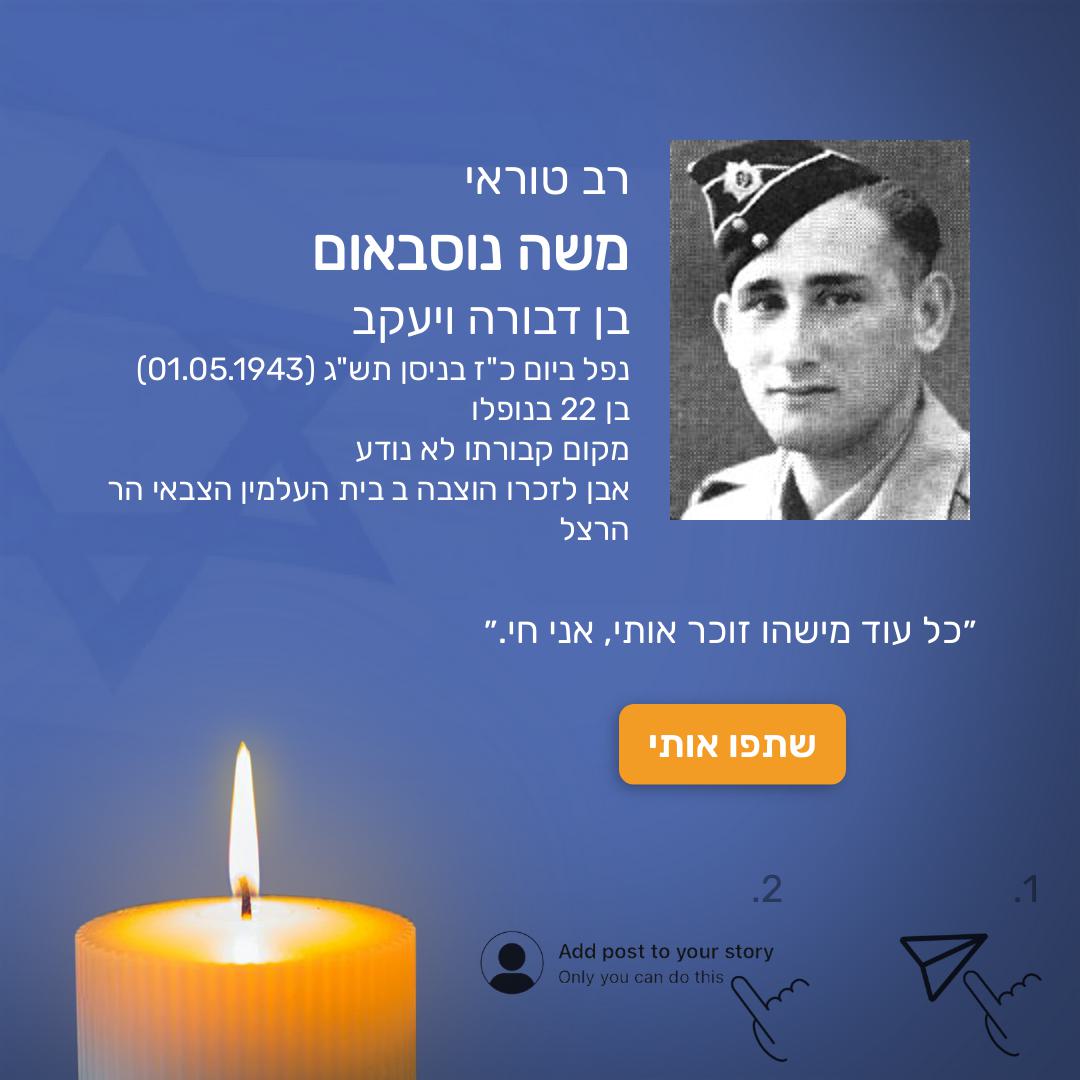 רב טוראי
משה נוסבאום
בן דבורה ויעקב
נפל ביום כ"ז בניסן תש"ג (01.05.1943)
בן 22 בנופלו
מקום קבורתו לא נודע
אבן לזכרו הוצבה ב בית העלמין הצבאי הר
הרצל
״כל עוד מישהו זוכר אותי, אני חי.״
שתפו אותי
1.
2.
Add post to your story
Only you can do this